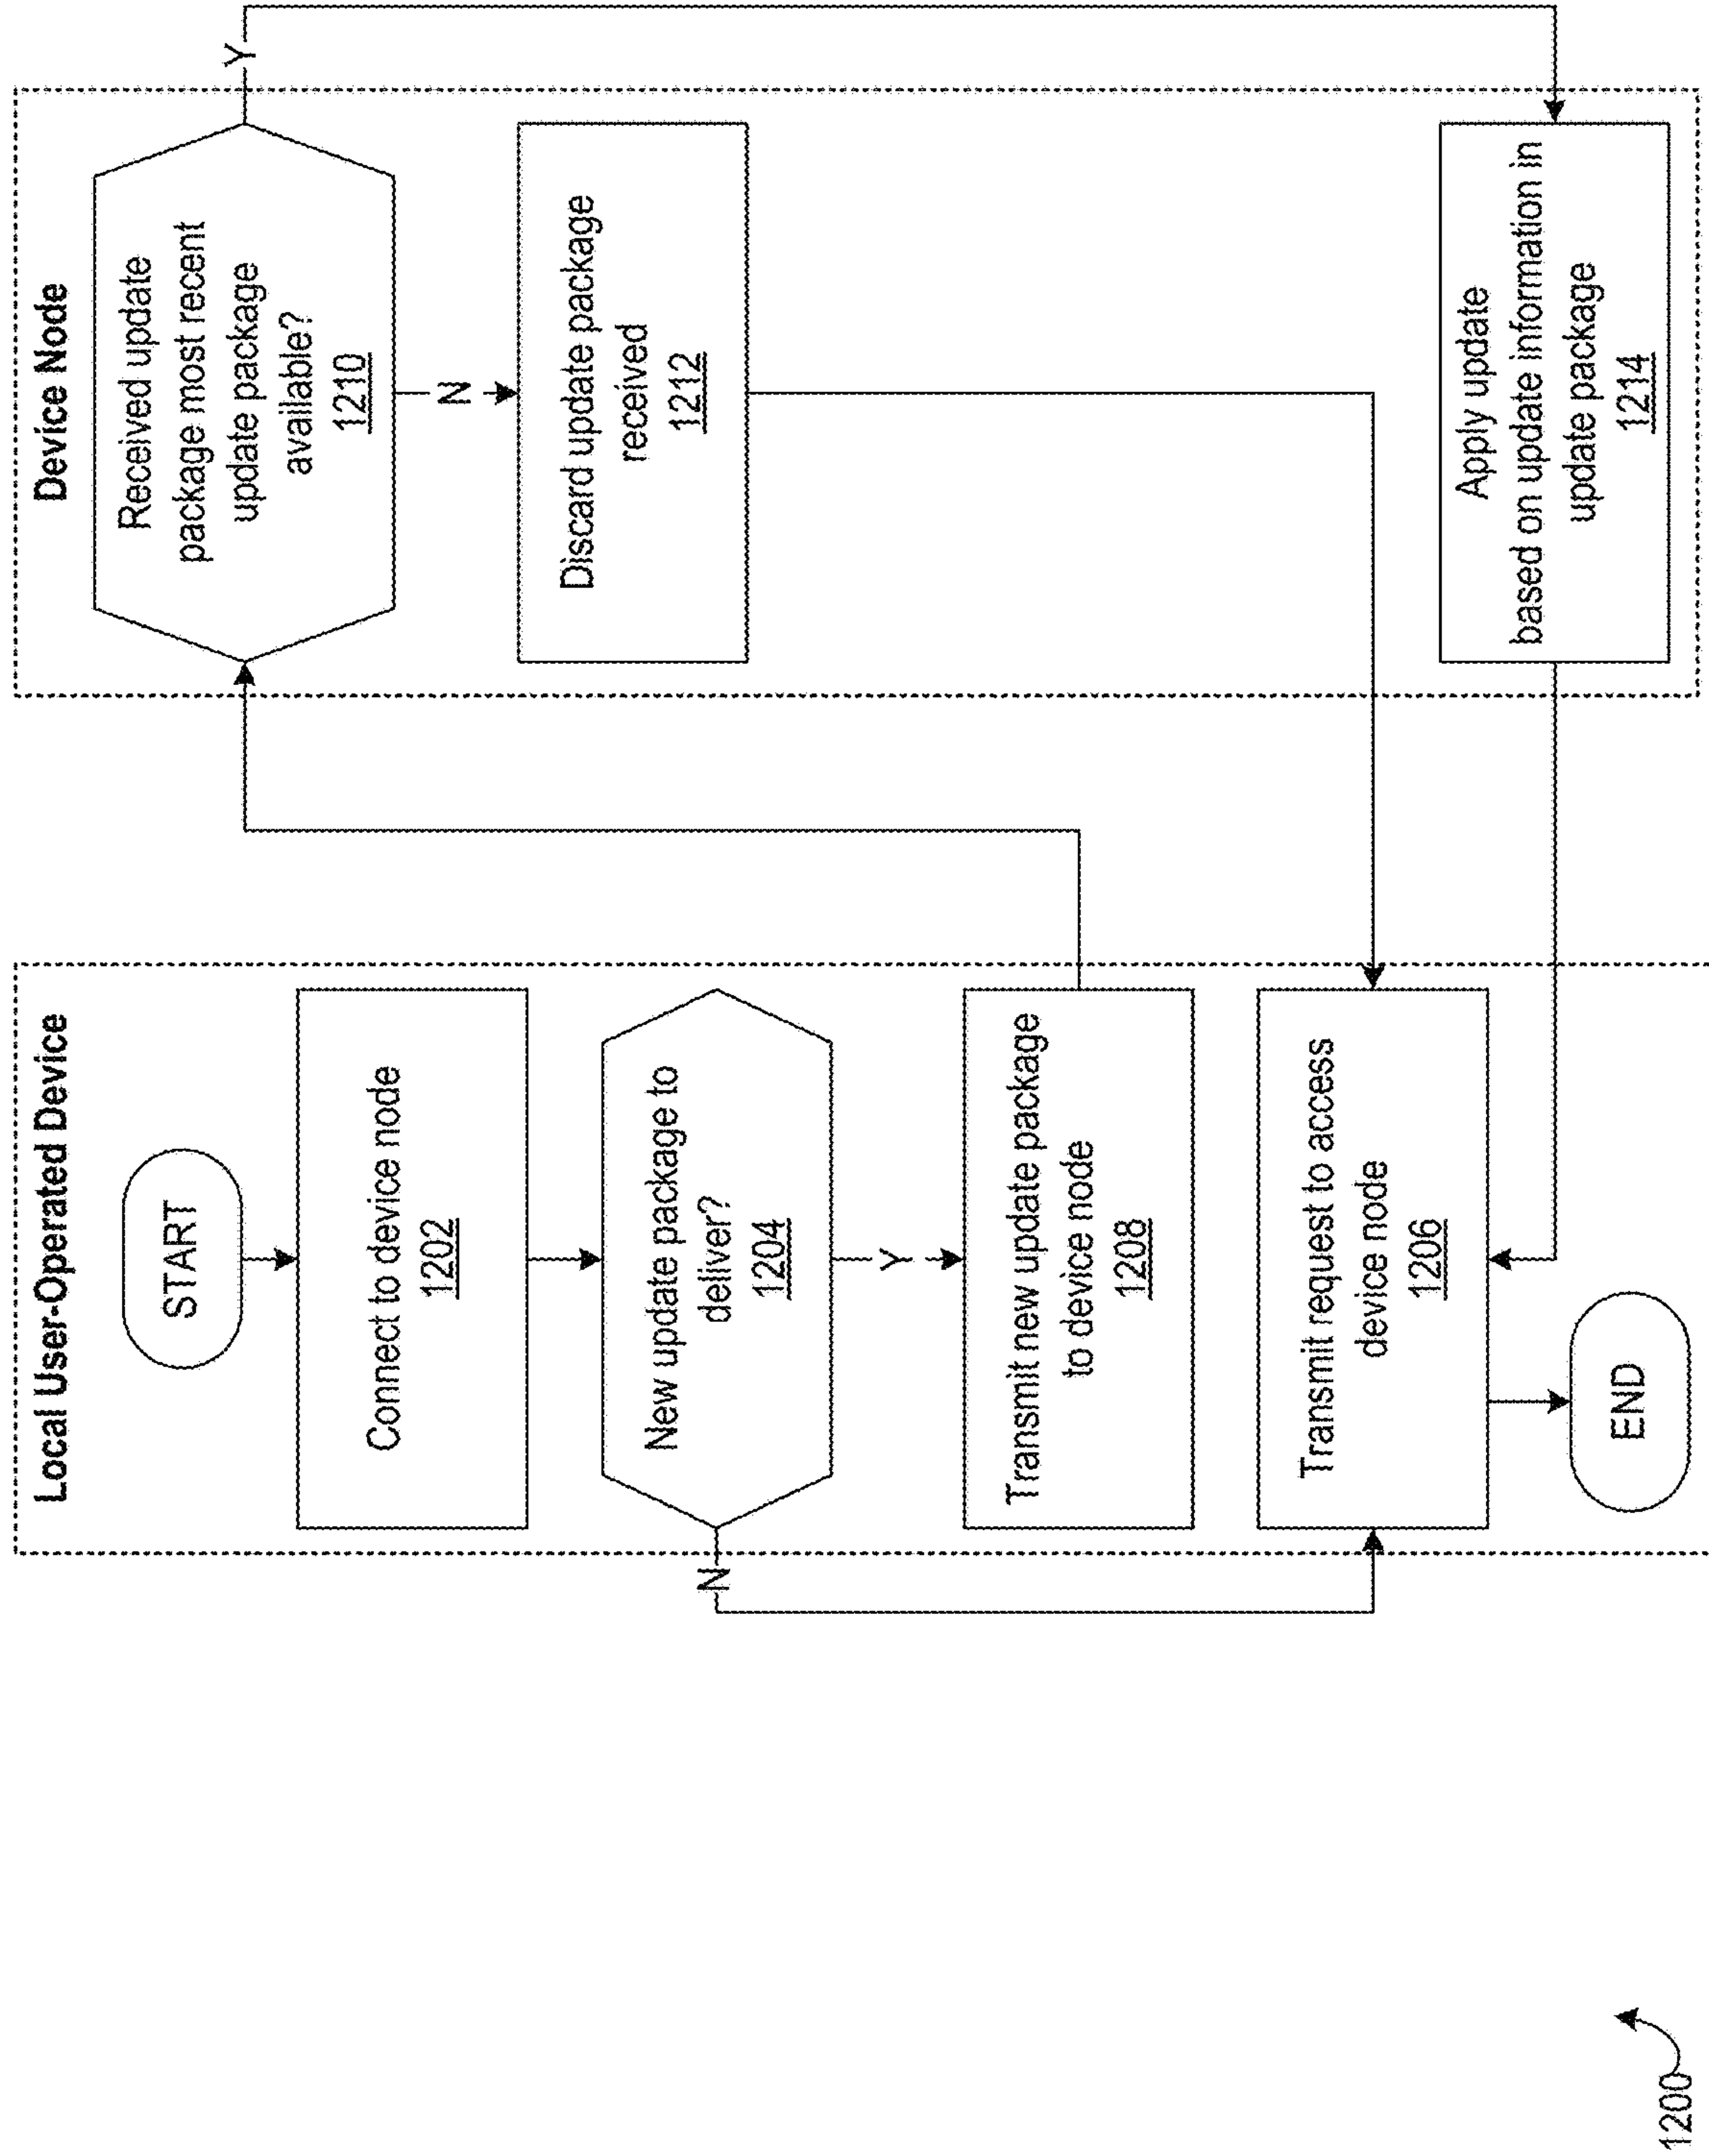 Local User-Operated Device
START
Connect to device node
1202
New update package to
deliver?
1204
N
Y
Transmit new update package
to device node
1208
Transmit request to access
device node
1206
END
Device Node
Received update
package most recent
update package
available?
1210
Y
N
Discard update package
received
1212
Apply update
based on update information in
update package
1214
1200